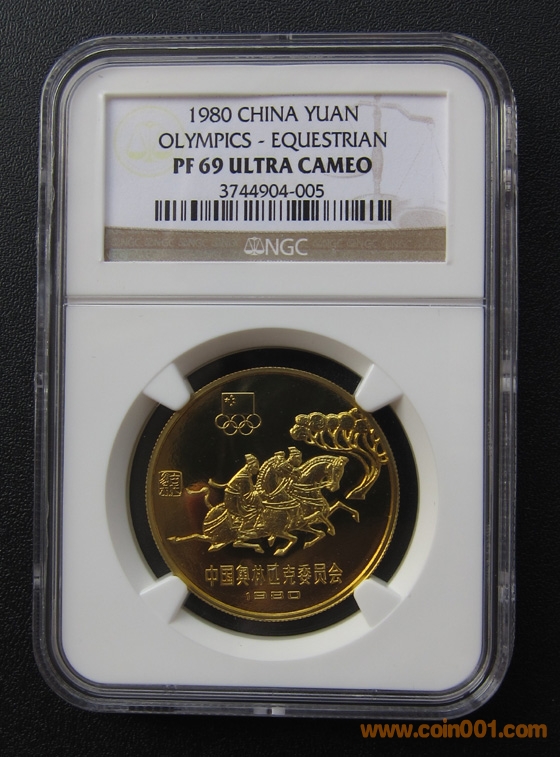 1980 CHINA YUAN
OLYMPICS - EQUESTRIAN
PF 69 ULTRA CAMEO
3744904-005
NGC
中国奥林匹克委员会
1980
www.coin001.com